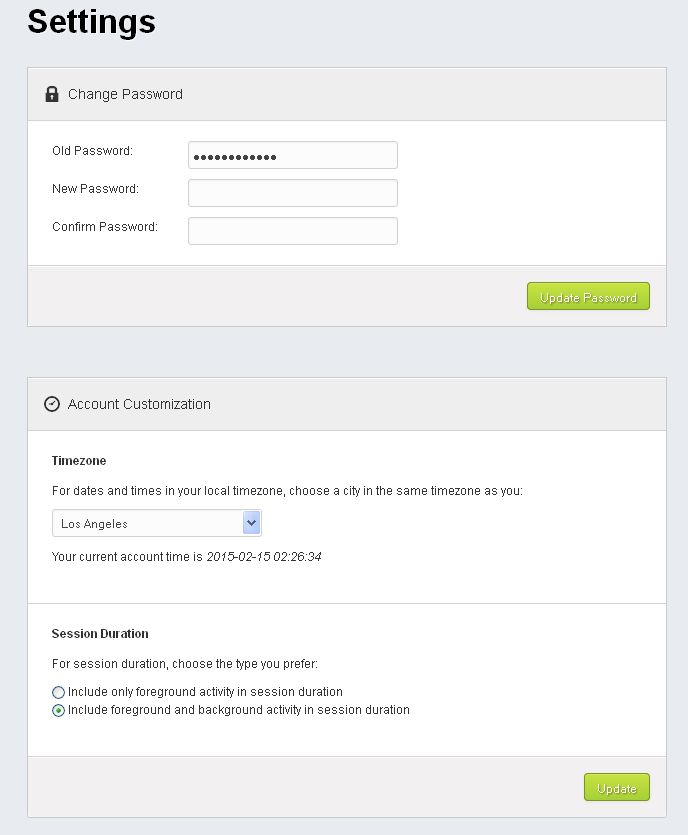 Settings
Change Password
Old Password: ••••••••••••
New Password:
Confirm Password:
Update Password
Account Customization
Timezone
For dates and times in your local timezone, choose a city in the same timezone as you:
Los Angeles
Your current account time is 2015-02-15 02:26:34
Session Duration
For session duration, choose the type you prefer:
Include only foreground activity in session duration
Include foreground and background activity in session duration
Update